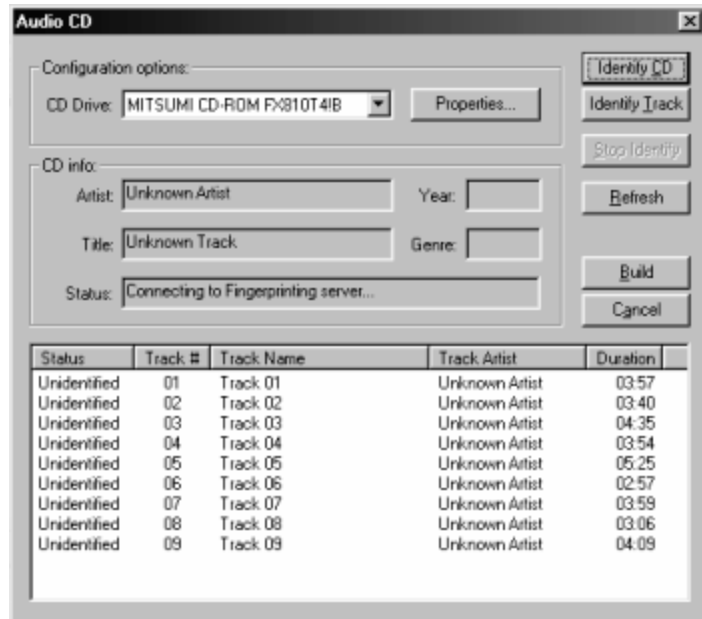 Audio CD
Configuration options:
CD Drive: MITSUMI CD-ROM FX810T4!B Properties...
Identify CD
Identify Track
Stop Identify
Refresh
Build
Cancel
CD info:
Artist: Unknown Artist Year:
Title: Unknown Track Genre:
Status: Connecting to Fingerprinting server...
Status Track # Track Name Track Artist Duration
Unidentified 01 Track 01 Unknown Artist 03:57
Unidentified 02 Track 02 Unknown Artist 03:40
Unidentified 03 Track 03 Unknown Artist 04:35
Unidentified 04 Track 04 Unknown Artist 03:54
Unidentified 05 Track 05 Unknown Artist 05:25
Unidentified 06 Track 06 Unknown Artist 02:57
Unidentified 07 Track 07 Unknown Artist 03:59
Unidentified 08 Track 08 Unknown Artist 03:06
Unidentified 09 Track 09 Unknown Artist 04:09